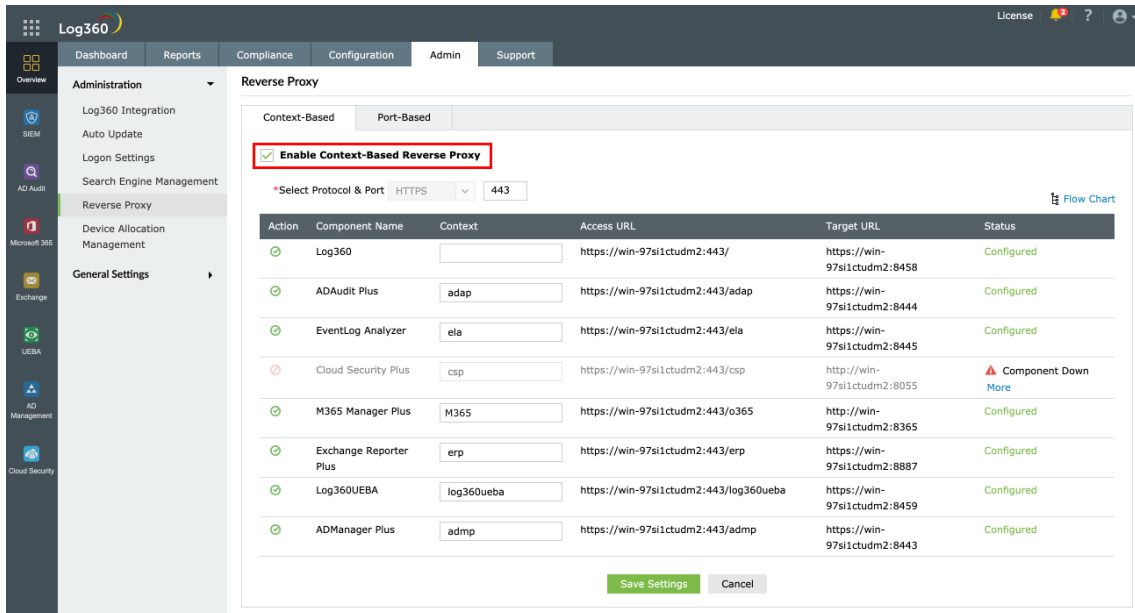 License 2 ?
Log360
Dashboard Reports Compliance Configuration Admin Support
Overview
SIEM
AD Audit
Microsoft 365
Exchange
UEBA
AD
Management
Cloud Security
Administration
Log360 Integration
Auto Update
Logon Settings
Search Engine Management
Reverse Proxy
Device Allocation
Management
General Settings
Reverse Proxy
Context-Based Port-Based
Enable Context-Based Reverse Proxy
*Select Protocol & Port HTTPS 443
Flow Chart
Action Component Name Context Access URL Target URL Status
Log360 https://win-97si1ctudm2:443/ https://win- Configured
97si1ctudm2:8458
ADAudit Plus adap https://win-97si1ctudm2:443/adap https://win- Configured
97si1ctudm2:8444
EventLog Analyzer ela https://win-97si1ctudm2:443/ela https://win- Configured
97si1ctudm2:8445
Cloud Security Plus csp https://win-97si1ctudm2:443/csp http://win- Component Down
97si1ctudm2:8055 More
M365 Manager Plus M365 https://win-97si1ctudm2:443/o365 http://win- Configured
97si1ctudm2:8365
Exchange Reporter erp https://win-97si1ctudm2:443/erp https://win- Configured
Plus 97si1ctudm2:8887
Log360UEBA log360ueba https://win-97si1ctudm2:443/log360ueba https://win- Configured
97si1ctudm2:8459
ADManager Plus admp https://win-97si1ctudm2:443/admp https://win- Configured
97si1ctudm2:8443
Save Settings Cancel